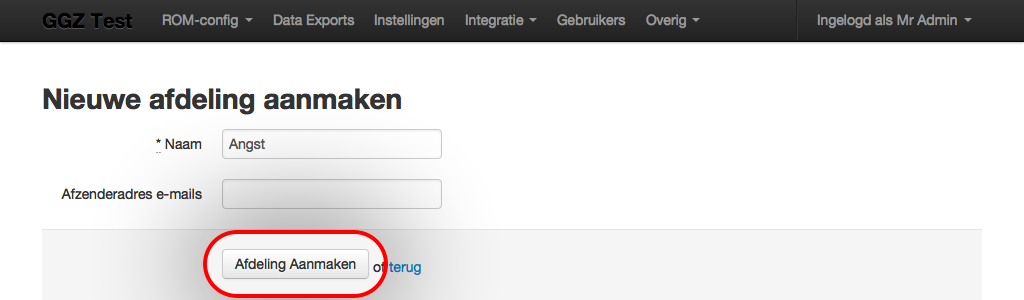 GGZ Test ROM-config Data Exports Instellingen Integratie Gebruikers Overig Ingelogd als Mr Admin
Nieuwe afdeling aanmaken
* Naam Angst
Afzenderadres e-mails
Afdeling Aanmaken of terug